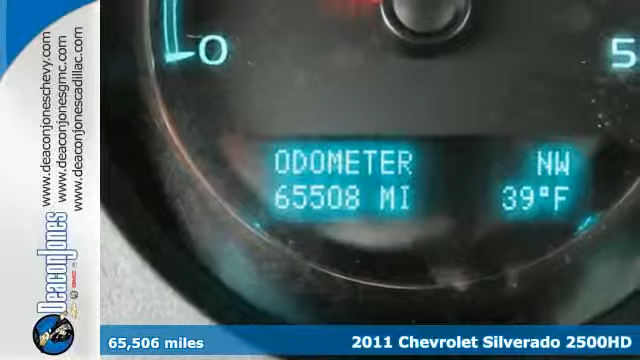 0
5
ODOMETER NW
65508 MI 39°F
www.deaconjoneschevy.com
www.deaconjonesgmc.com
www.deaconjonescadillac.com
DeaconJones
GMC
65,506 miles
2011 Chevrolet Silverado 2500HD